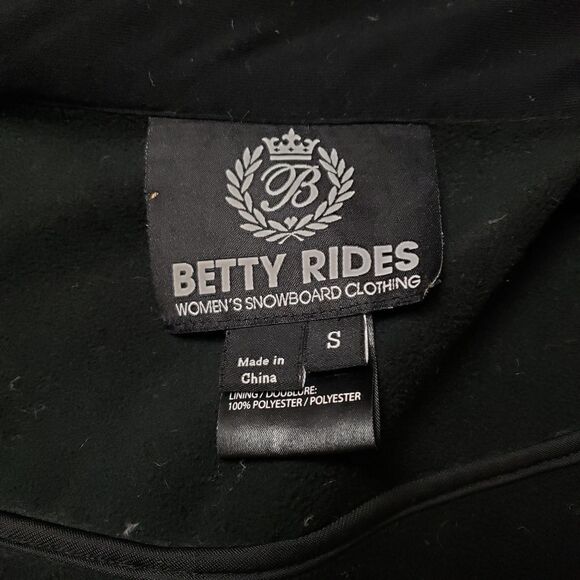 B
BETTY RIDES
WOMEN'S SNOWBOARD CLOTHING
S
Made in
China
LINING / DOUBLURE:
100% POLYESTER / POLYESTER